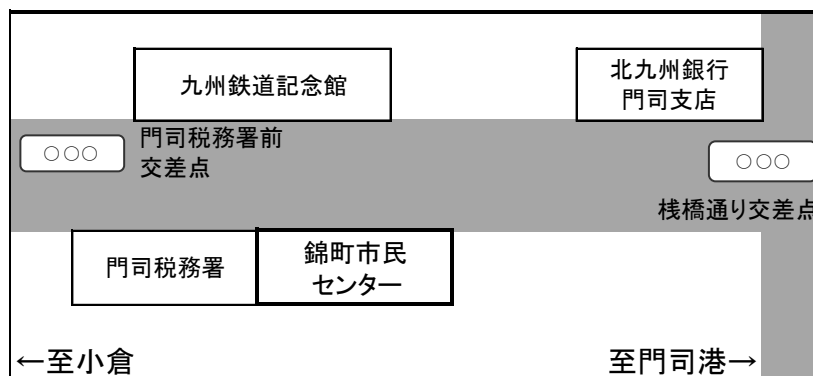 九州鉄道記念館
北九州銀行
門司支店
○○○
門司税務署前
交差点
○○○
桟橋通り交差点
門司税務署
錦町市民
センター
←至小倉
至門司港→